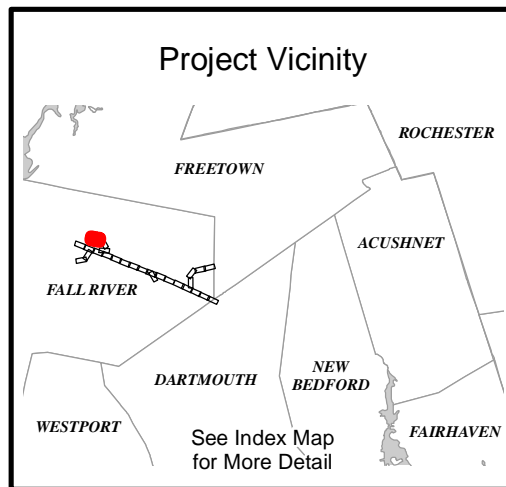 Project Vicinity
ROCHESTER
FREETOWN
ACUSHNET
FALL RIVER
DARTMOUTH
NEW
BEDFORD
WESTPORT
See Index Map
for More Detail
FAIRHAVEN